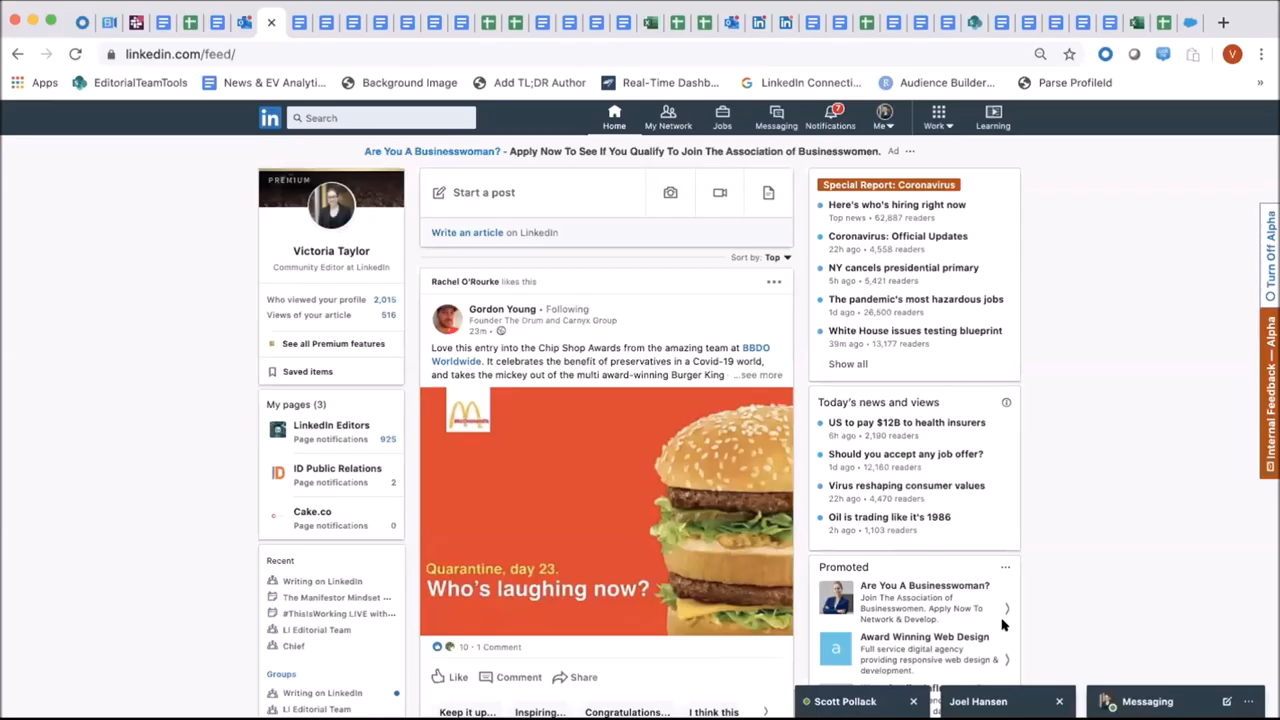 linkedin.com/feed/
Apps
EditorialTeamTools
News & EV Analyti...
Background Image
Add TL;DR Author
Real-Time Dashb...
LinkedIn Connecti...
Audience Builder...
Parse ProfileId
»
V
in
Search
Home
My Network
Jobs
Messaging
7
Notifications
Me
Work
Learning
Are You A Businesswoman? - Apply Now To See If You Qualify To Join The Association of Businesswomen. Ad ...
PREMIUM
Victoria Taylor
Community Editor at LinkedIn
Who viewed your profile 2,015
Views of your article 516
See all Premium features
Saved items
My pages (3)
LinkedIn Editors
Page notifications 925
ID
ID Public Relations
Page notifications 2
Cake.co
Page notifications 0
Recent
Writing on LinkedIn
The Manifestor Mindset ...
#ThisIsWorking LIVE with...
LI Editorial Team
Chief
Groups
Writing on LinkedIn
LI Editorial Team
Start a post
Write an article on LinkedIn
Sort by: Top
Rachel O'Rourke likes this
Gordon Young • Following
Founder The Drum and Carnyx Group
23m •
Love this entry into the Chip Shop Awards from the amazing team at BBDO
Worldwide. It celebrates the benefit of preservatives in a Covid-19 world,
and takes the mickey out of the multi award-winning Burger King ...see more
Quarantine, day 23.
Who's laughing now?
10 · 1 Comment
Like
Comment
Share
Keep it up...
Inspiring...
Congratulations...
I think this
Special Report: Coronavirus
Here's who's hiring right now
Top news • 62,887 readers
Coronavirus: Official Updates
22h ago • 4,558 readers
NY cancels presidential primary
5h ago • 5,421 readers
The pandemic's most hazardous jobs
1d ago • 26,500 readers
White House issues testing blueprint
39m ago • 13,177 readers
Show all
Today's news and views
US to pay $12B to health insurers
6h ago • 2,190 readers
Should you accept any job offer?
1d ago • 12,160 readers
Virus reshaping consumer values
22h ago • 4,470 readers
Oil is trading like it's 1986
2h ago • 1,103 readers
Promoted
Are You A Businesswoman?
Join The Association of
Businesswomen. Apply Now To
Network & Develop.
a
Award Winning Web Design
Full service digital agency
providing responsive web design &
development.
Scott Pollack
Joel Hansen
Messaging
Turn Off Alpha
Internal Feedback — Alpha